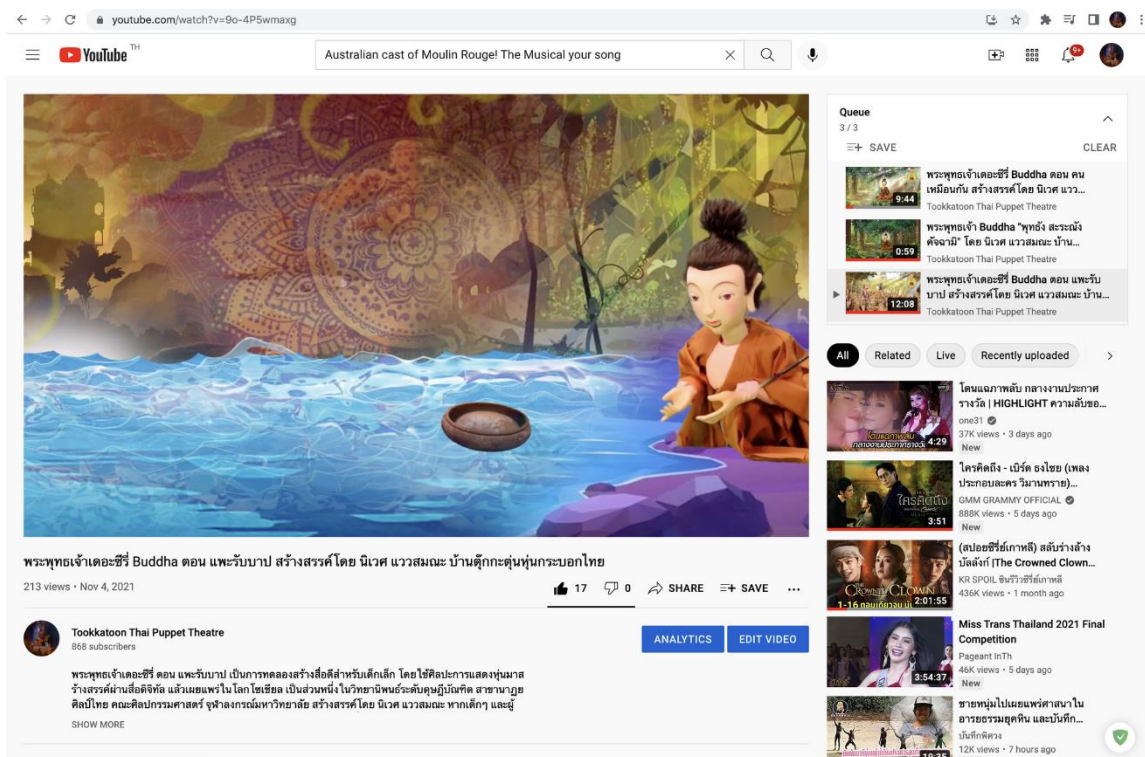 youtube.com/watch?v=9o-4P5wmaxg
YouTube TH
Australian cast of Moulin Rouge! The Musical your song
9+
Queue
3 / 3
SAVE
CLEAR
9:44
พระพุทธเจ้าเดอะซีรี่ Buddha ตอน คน
เหมือนกัน สร้างสรรค์โดย นิเวศ แวว...
Tookkatoon Thai Puppet Theatre
0:59
พระพุทธเจ้า Buddha "พุทธัง สะระณัง
คัจฉามิ" โดย นิเวศ แววสมณะ บ้าน...
Tookkatoon Thai Puppet Theatre
12:08
พระพุทธเจ้าเดอะซีรี่ Buddha ตอน แพะรับ
บาป สร้างสรรค์โดย นิเวศ แววสมณะ บ้าน...
Tookkatoon Thai Puppet Theatre
All
Related
Live
Recently uploaded
4:29
โดนแฉภาพลับ กลางงานประกาศ
รางวัล | HIGHLIGHT ความลับขอ...
one31
37K views • 3 days ago
New
ใครคิดถึง
3:51
ใครคิดถึง - เบิร์ด ธงไชย (เพลง
ประกอบละคร วิมานทราย)...
GMM GRAMMY OFFICIAL
888K views • 5 days ago
New
THE CROWNED CLOWN
2:01:55
(สปอยซีรี่ย์เกาหลี) สลับร่างล้าง
บัลลังก์ |The Crowned Clown...
KR SPOIL ชินรีวิวซีรี่ย์เกาหลี
436K views • 1 month ago
3:54:37
Miss Trans Thailand 2021 Final
Competition
Pageant InTh
46K views • 5 days ago
New
19:35
ชายหนุ่มไปเผยแพร่ศาสนาใน
อารยธรรมยุคหิน และบันทึก...
บันทึกพิศวง
12K views • 7 hours ago
พระพุทธเจ้าเดอะซีรี่ Buddha ตอน แพะรับบาป สร้างสรรค์โดย นิเวศ แววสมณะ บ้านตุ๊กกะตุ่นหุ่นกระบอกไทย
213 views • Nov 4, 2021
17
0
SHARE
SAVE
Tookkatoon Thai Puppet Theatre
868 subscribers
ANALYTICS
EDIT VIDEO
พระพุทธเจ้าเดอะซีรี่ ตอน แพะรับบาป เป็นการทดลองสร้างสื่อดีสำหรับเด็กเล็ก โดยใช้ศิลปะการแสดงหุ่นมาส
ร้างสรรค์ผ่านสื่อดิจิทัล แล้วเผยแพร่ในโลกโซเชียล เป็นส่วนหนึ่งในวิทยานิพนธ์ระดับดุษฎีบัณฑิต สาขานาฏย
ศิลป์ไทย คณะศิลปกรรมศาสตร์ จุฬาลงกรณ์มหาวิทยาลัย สร้างสรรค์โดย นิเวศ แววสมณะ หากเด็กๆ และผู้
SHOW MORE